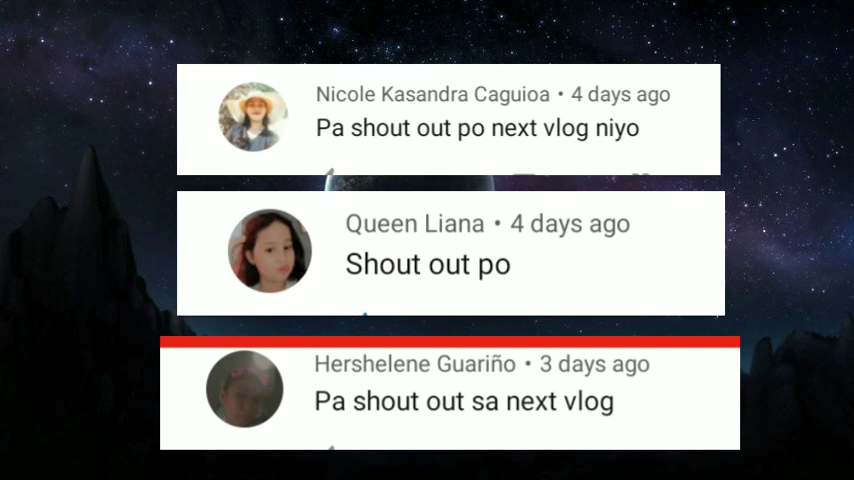 Nicole Kasandra Caguioa • 4 days ago
Pa shout out po next vlog niyo
Queen Liana • 4 days ago
Shout out po
Hershelene Guariño • 3 days ago
Pa shout out sa next vlog